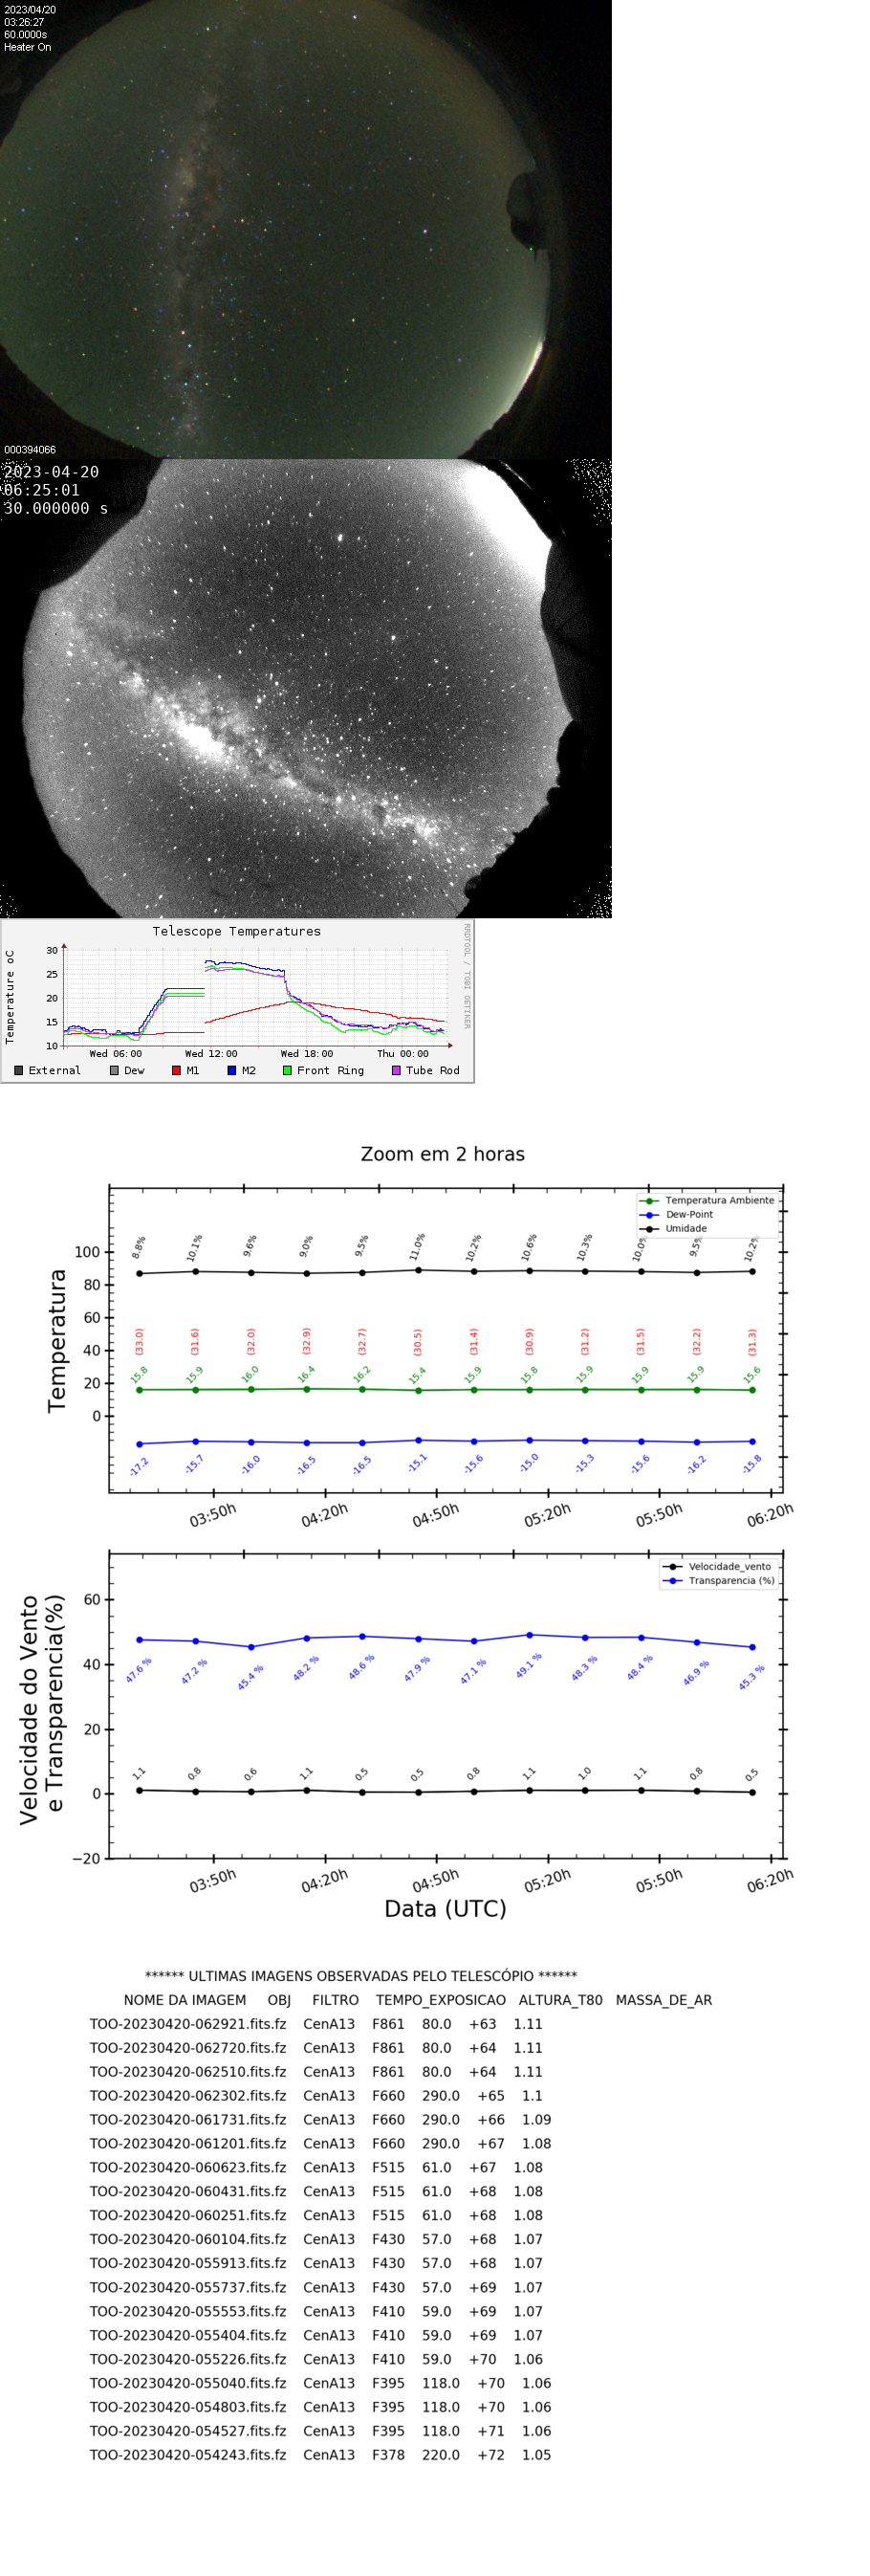 2023/04/20
03:26:27
60.0000s
Heater On
000394066
2023-04-20
06:25:01
30.000000 s
Telescope Temperatures
RRDTOOL / TOBI OETIKER
Temperature oC
30
25
20
15
10
Wed 06:00 Wed 12:00 Wed 18:00 Thu 00:00
External Dew M1 M2 Front Ring Tube Rod
Zoom em 2 horas
Temperatura Ambiente
Dew-Point
Umidade
Temperatura
100
80
60
40
20
0
8.8% 10.1% 9.6% 9.0% 9.5% 11.0% 10.2% 10.6% 10.3% 10.0% 9.5% 10.2%
(33.0) (31.6) (32.0) (32.9) (32.7) (30.5) (31.4) (30.9) (31.2) (31.5) (32.2) (31.3)
15.8 15.9 16.0 16.4 16.2 15.4 15.9 15.8 15.9 15.9 15.9 15.6
-17.2 -15.7 -16.0 -16.5 -16.5 -15.1 -15.6 -15.0 -15.3 -15.6 -16.2 -15.8
03:50h 04:20h 04:50h 05:20h 05:50h 06:20h
Velocidade_vento
Transparencia (%)
Velocidade do Vento
e Transparencia(%)
60
40
20
0
−20
47.6 % 47.2 % 45.4 % 48.2 % 48.6 % 47.9 % 47.1 % 49.1 % 48.3 % 48.4 % 46.9 % 45.3 %
1.1 0.8 0.6 1.1 0.5 0.5 0.8 1.1 1.0 1.1 0.8 0.5
03:50h 04:20h 04:50h 05:20h 05:50h 06:20h
Data (UTC)
****** ULTIMAS IMAGENS OBSERVADAS PELO TELESCÓPIO ******
NOME DA IMAGEM OBJ FILTRO TEMPO_EXPOSICAO ALTURA_T80 MASSA_DE_AR
TOO-20230420-062921.fits.fz CenA13 F861 80.0 +63 1.11
TOO-20230420-062720.fits.fz CenA13 F861 80.0 +64 1.11
TOO-20230420-062510.fits.fz CenA13 F861 80.0 +64 1.11
TOO-20230420-062302.fits.fz CenA13 F660 290.0 +65 1.1
TOO-20230420-061731.fits.fz CenA13 F660 290.0 +66 1.09
TOO-20230420-061201.fits.fz CenA13 F660 290.0 +67 1.08
TOO-20230420-060623.fits.fz CenA13 F515 61.0 +67 1.08
TOO-20230420-060431.fits.fz CenA13 F515 61.0 +68 1.08
TOO-20230420-060251.fits.fz CenA13 F515 61.0 +68 1.08
TOO-20230420-060104.fits.fz CenA13 F430 57.0 +68 1.07
TOO-20230420-055913.fits.fz CenA13 F430 57.0 +68 1.07
TOO-20230420-055737.fits.fz CenA13 F430 57.0 +69 1.07
TOO-20230420-055553.fits.fz CenA13 F410 59.0 +69 1.07
TOO-20230420-055404.fits.fz CenA13 F410 59.0 +69 1.07
TOO-20230420-055226.fits.fz CenA13 F410 59.0 +70 1.06
TOO-20230420-055040.fits.fz CenA13 F395 118.0 +70 1.06
TOO-20230420-054803.fits.fz CenA13 F395 118.0 +70 1.06
TOO-20230420-054527.fits.fz CenA13 F395 118.0 +71 1.06
TOO-20230420-054243.fits.fz CenA13 F378 220.0 +72 1.05